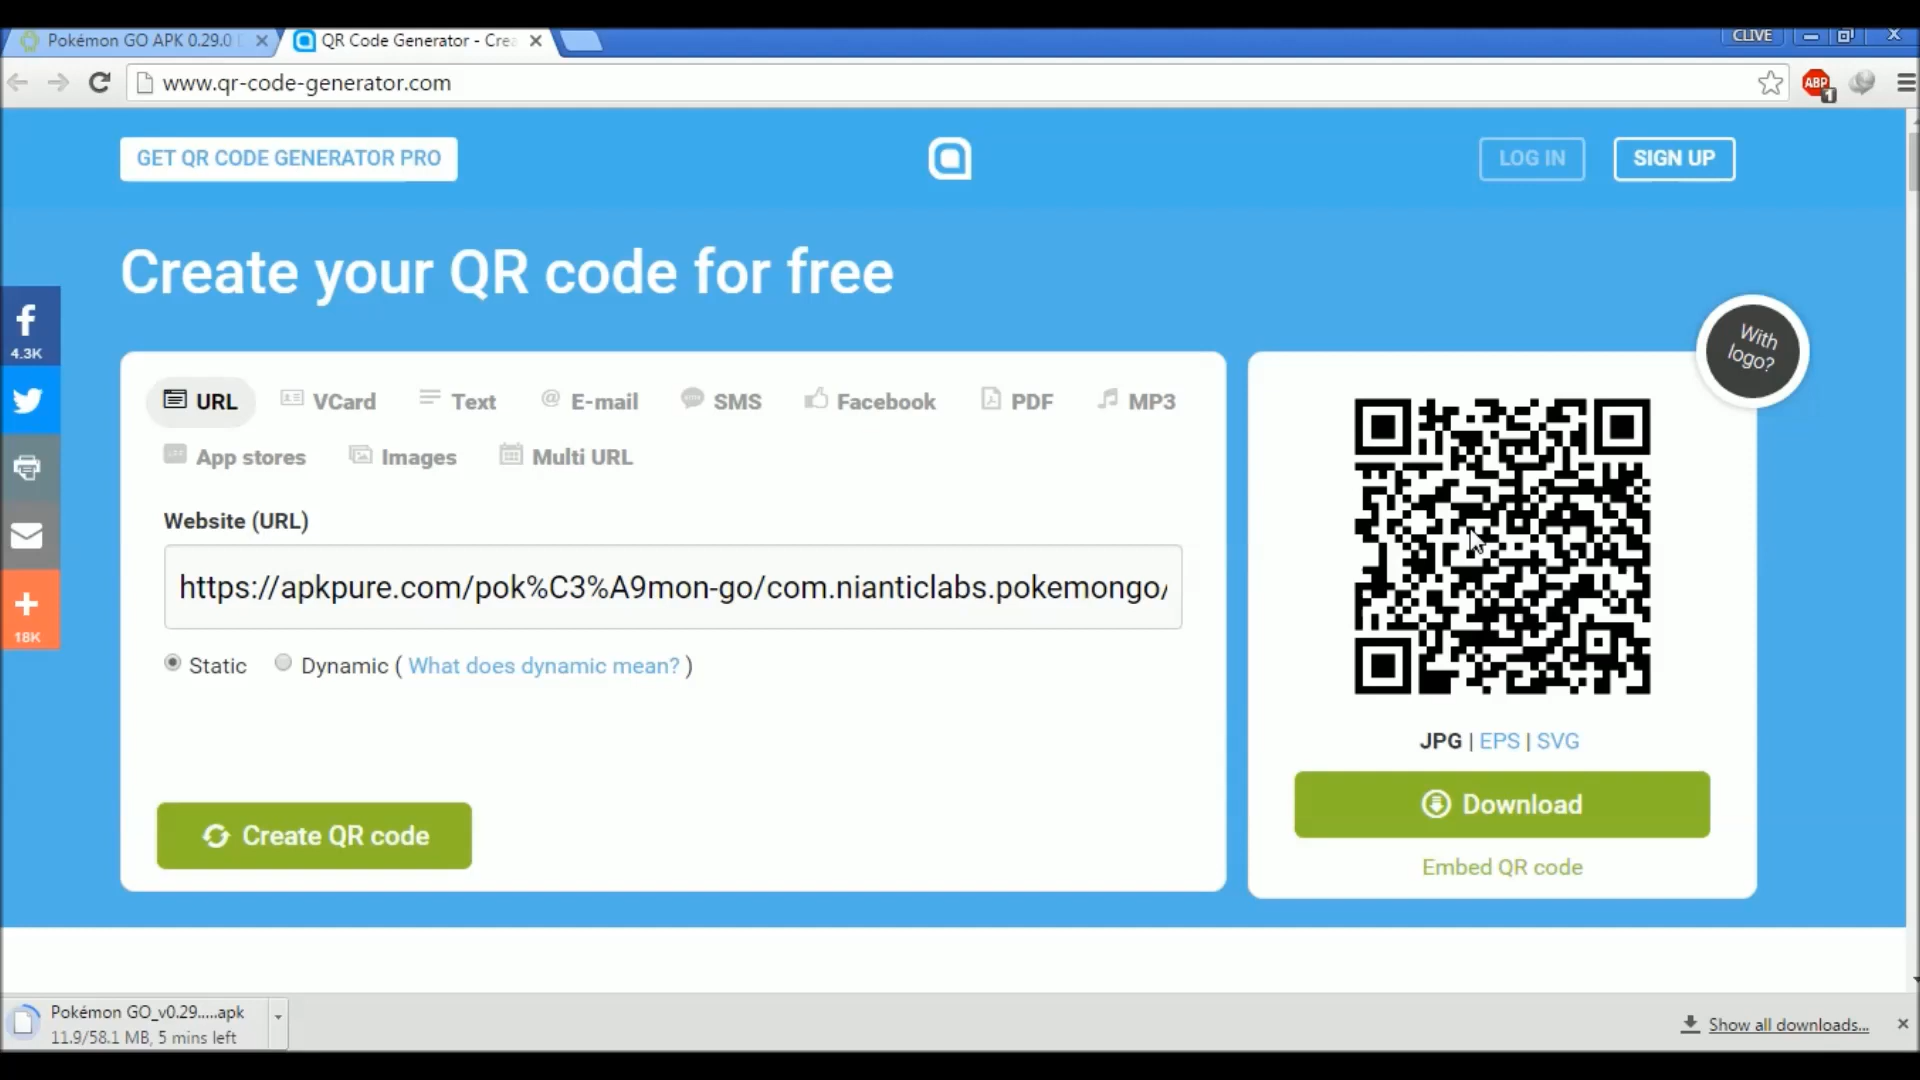 Pokémon GO APK 0.29.0
QR Code Generator - Crea
CLIVE
www.qr-code-generator.com
ABP
1
GET QR CODE GENERATOR PRO
LOG IN
SIGN UP
Create your QR code for free
With
logo?
4.3K
18K
URL
VCard
Text
E-mail
SMS
Facebook
PDF
MP3
App stores
Images
Multi URL
Website (URL)
https://apkpure.com/pok%C3%A9mon-go/com.nianticlabs.pokemongo/
Static
Dynamic ( What does dynamic mean? )
Create QR code
JPG | EPS | SVG
Download
Embed QR code
Pokémon GO_v0.29.....apk
11.9/58.1 MB, 5 mins left
Show all downloads...